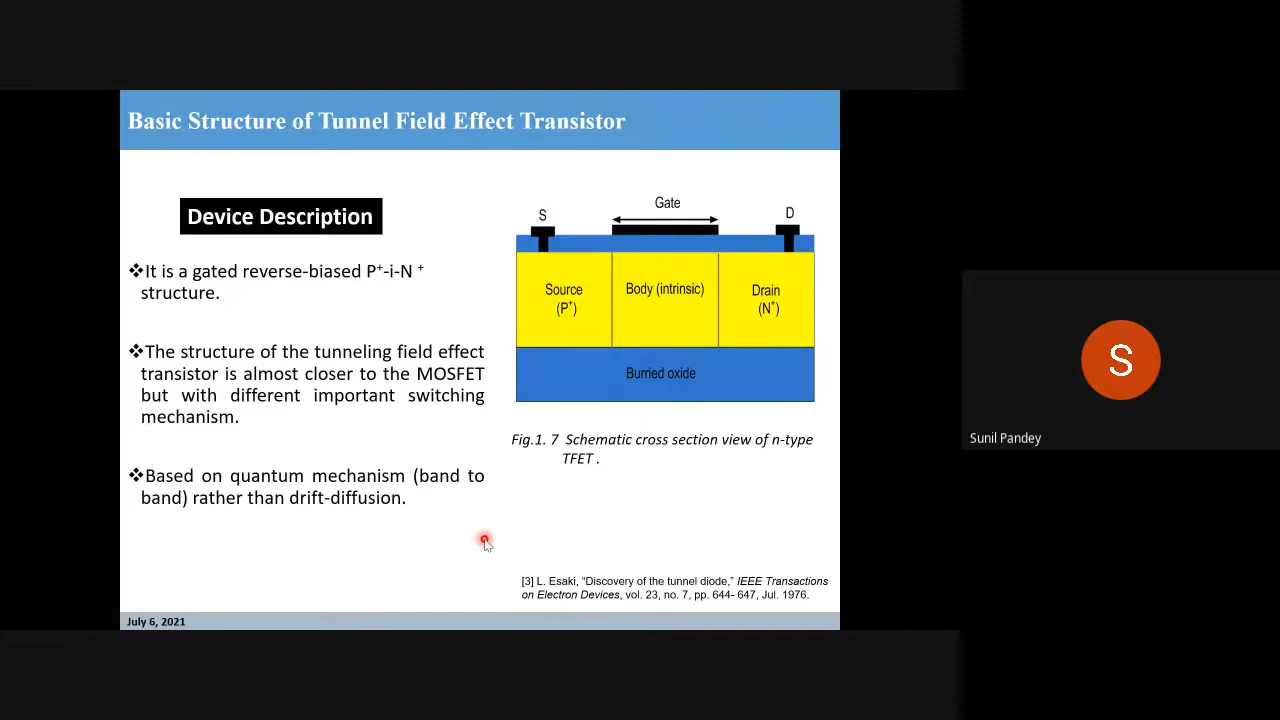 Basic Structure of Tunnel Field Effect Transistor
Device Description
❖It is a gated reverse-biased P⁺-i-N ⁺
structure.
❖The structure of the tunneling field effect
transistor is almost closer to the MOSFET
but with different important switching
mechanism.
❖Based on quantum mechanism (band to
band) rather than drift-diffusion.
S
Gate
D
Source
(P⁺)
Body (intrinsic)
Drain
(N⁺)
Burried oxide
Fig.1. 7 Schematic cross section view of n-type
TFET .
[3] L. Esaki, “Discovery of the tunnel diode,” IEEE Transactions
on Electron Devices, vol. 23, no. 7, pp. 644- 647, Jul. 1976.
July 6, 2021
S
Sunil Pandey